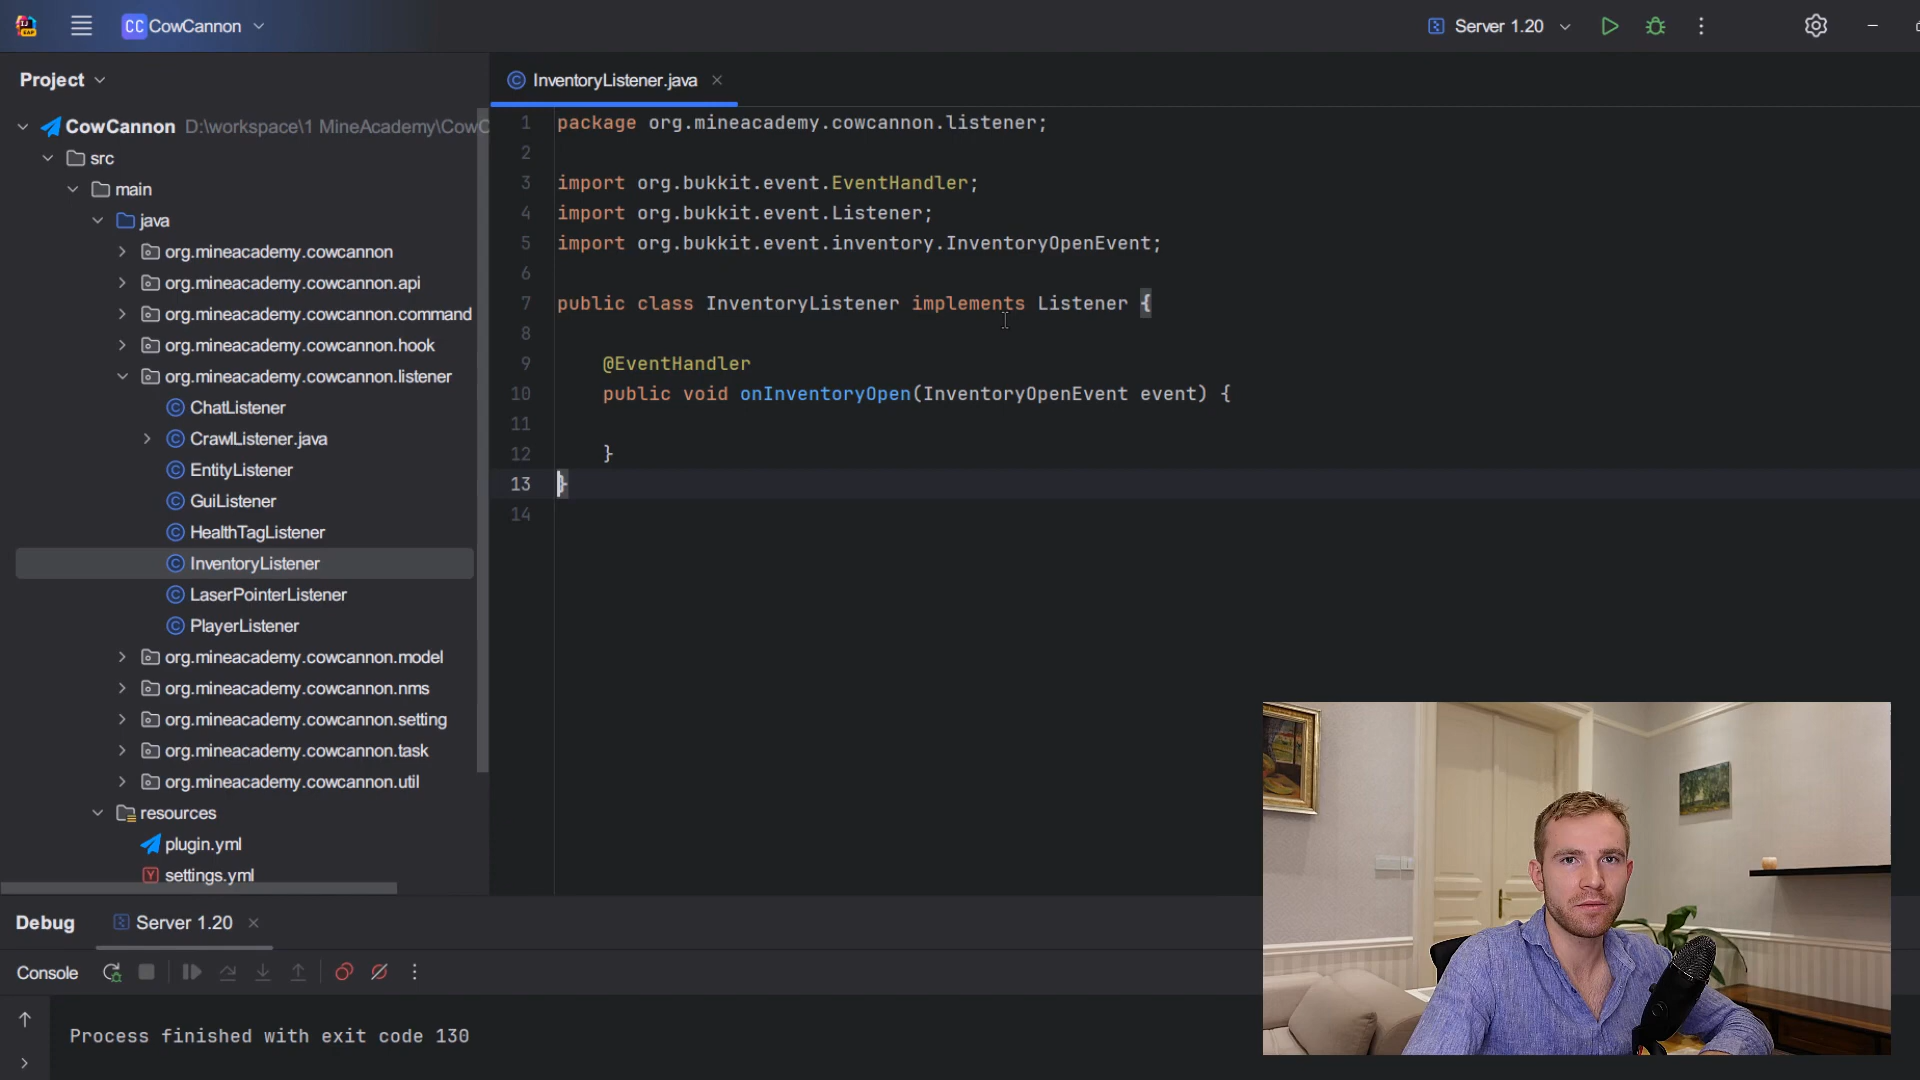 CC CowCannon
Server 1.20
Project
InventoryListener.java
CowCannon D:\workspace\1 MineAcademy\CowC
src
main
java
org.mineacademy.cowcannon
org.mineacademy.cowcannon.api
org.mineacademy.cowcannon.command
org.mineacademy.cowcannon.hook
org.mineacademy.cowcannon.listener
ChatListener
CrawlListener.java
EntityListener
GuiListener
HealthTagListener
InventoryListener
LaserPointerListener
PlayerListener
org.mineacademy.cowcannon.model
org.mineacademy.cowcannon.nms
org.mineacademy.cowcannon.setting
org.mineacademy.cowcannon.task
org.mineacademy.cowcannon.util
resources
plugin.yml
settings.yml
1 package org.mineacademy.cowcannon.listener;
2
3 import org.bukkit.event.EventHandler;
4 import org.bukkit.event.Listener;
5 import org.bukkit.event.inventory.InventoryOpenEvent;
6
7 public class InventoryListener implements Listener {
8
9 @EventHandler
10 public void onInventoryOpen(InventoryOpenEvent event) {
11
12 }
13 }
14
Debug
Server 1.20
Console
Process finished with exit code 130